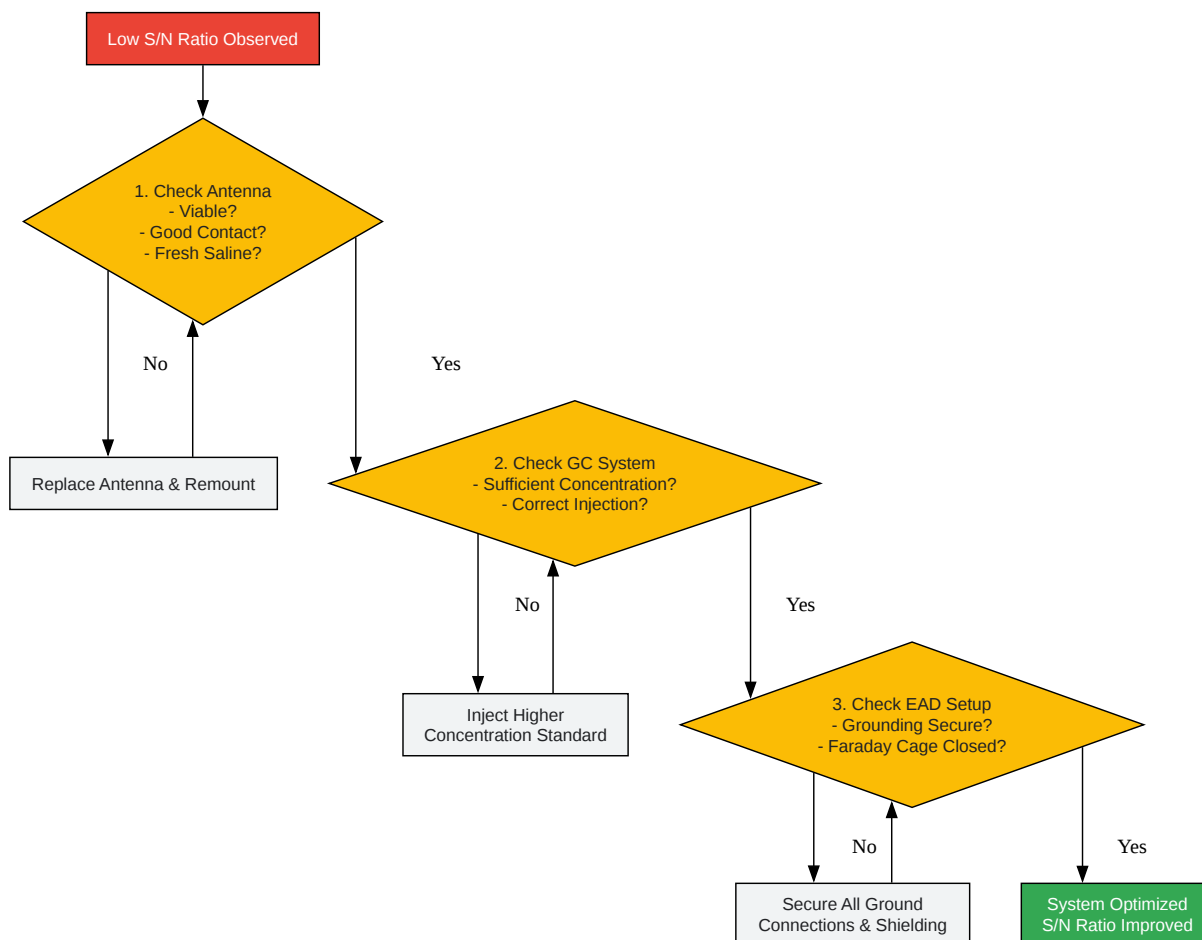 Low S/N Ratio Observed
1. Check Antenna
- Viable?
- Good Contact?
- Fresh Saline?
No
Yes
Replace Antenna & Remount
2. Check GC System
- Sufficient Concentration?
- Correct Injection?
No
Yes
Inject Higher
Concentration Standard
3. Check EAD Setup
- Grounding Secure?
- Faraday Cage Closed?
No
Yes
Secure All Ground
Connections & Shielding
System Optimized
S/N Ratio Improved